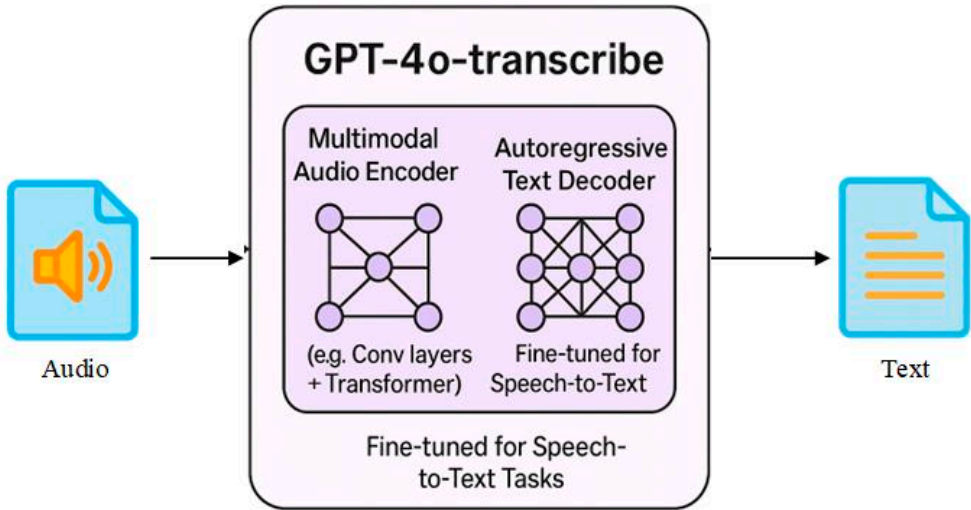 GPT-4o-transcribe
Multimodal
Audio Encoder
(e.g. Conv layers
+ Transformer)
Autoregressive
Text Decoder
Fine-tuned for
Speech-to-Text
Fine-tuned for Speech-
to-Text Tasks
Audio
Text